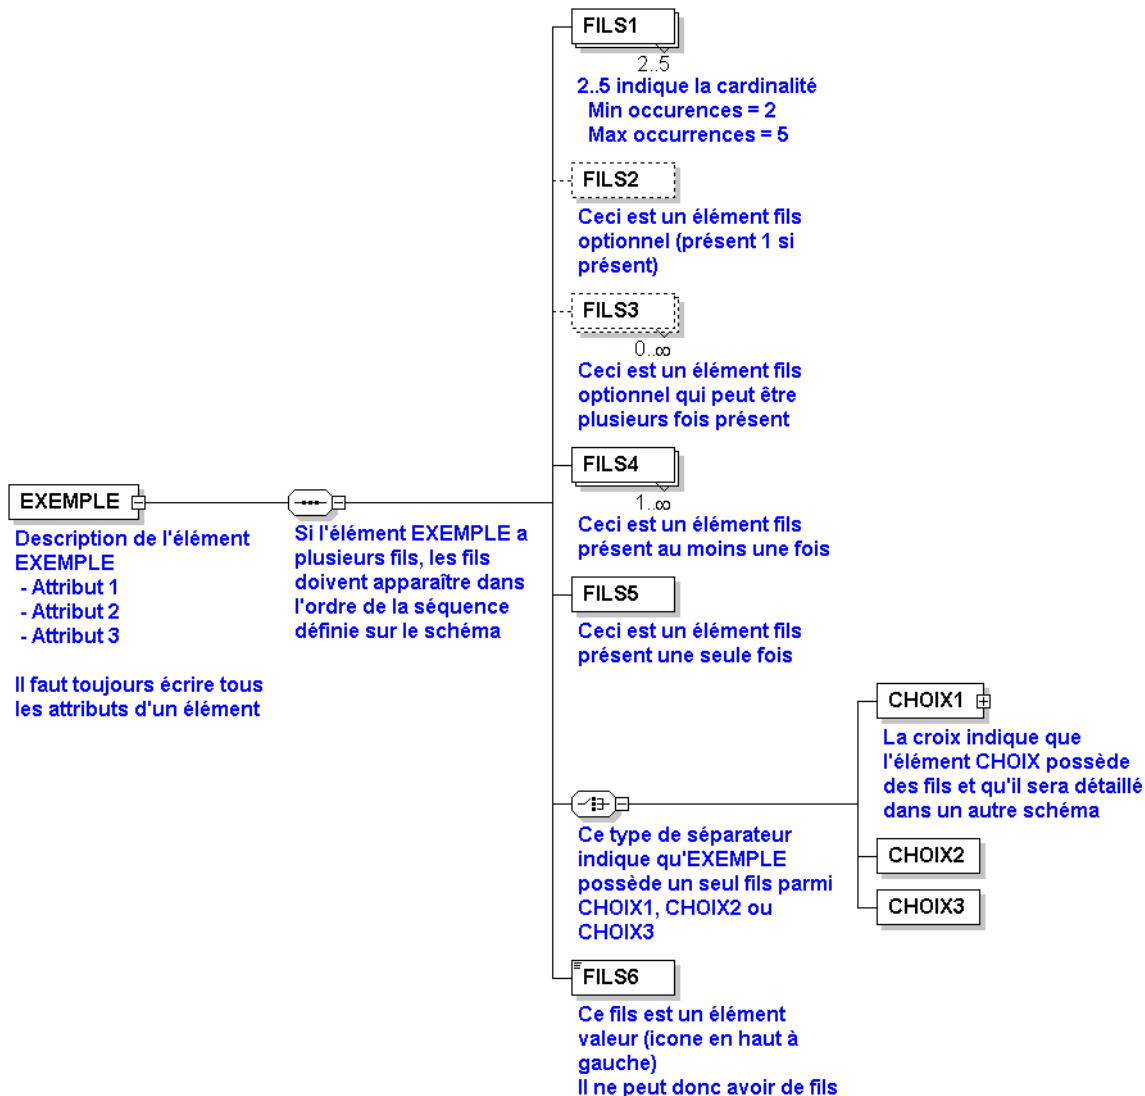 FILS1
2..5
2..5 indique la cardinalité
Min occurences = 2
Max occurrences = 5
FILS2
Ceci est un élément fils
optionnel (présent 1 si
présent)
FILS3
0..∞
Ceci est un élément fils
optionnel qui peut être
plusieurs fois présent
FILS4
1..∞
Ceci est un élément fils
présent au moins une fois
EXEMPLE
Description de l'élément
EXEMPLE
- Attribut 1
- Attribut 2
- Attribut 3
Il faut toujours écrire tous
les attributs d'un élément
Si l'élément EXEMPLE a
plusieurs fils, les fils
doivent apparaître dans
l'ordre de la séquence
définie sur le schéma
FILS5
Ceci est un élément fils
présent une seule fois
CHOIX1
La croix indique que
l'élément CHOIX possède
des fils et qu'il sera détaillé
dans un autre schéma
Ce type de séparateur
indique qu'EXEMPLE
possède un seul fils parmi
CHOIX1, CHOIX2 ou
CHOIX3
CHOIX2
CHOIX3
FILS6
Ce fils est un élément
valeur (icone en haut à
gauche)
Il ne peut donc avoir de fils